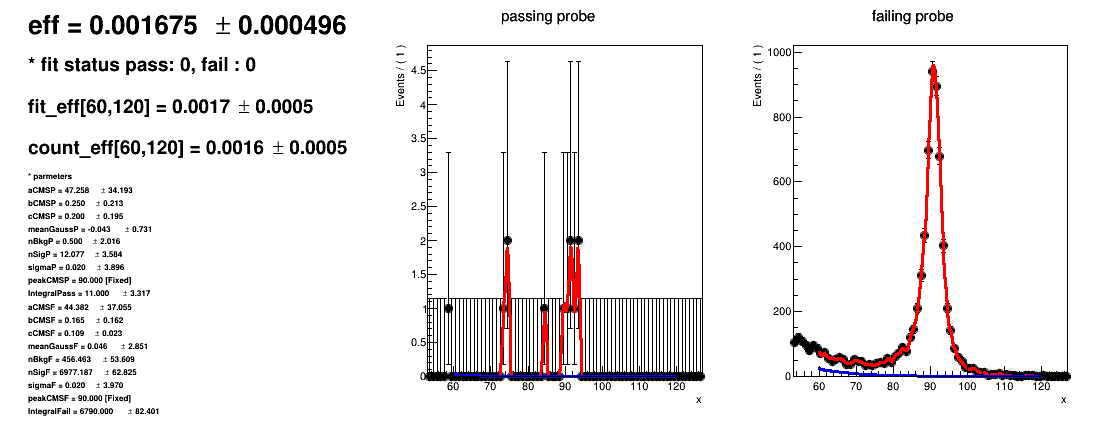 eff = 0.001675 ± 0.000496
* fit status pass: 0, fail : 0
fit_eff[60,120] = 0.0017 ± 0.0005
count_eff[60,120] = 0.0016 ± 0.0005
* parmeters
aCMSP = 47.258 ± 34.193
bCMSP = 0.250 ± 0.213
cCMSP = 0.200 ± 0.195
meanGaussP = -0.043 ± 0.731
nBkgP = 0.500 ± 2.016
nSigP = 12.077 ± 3.584
sigmaP = 0.020 ± 3.896
peakCMSP = 90.000 [Fixed]
IntegralPass = 11.000 ± 3.317
aCMSF = 44.382 ± 37.055
bCMSF = 0.165 ± 0.162
cCMSF = 0.109 ± 0.023
meanGaussF = 0.046 ± 2.851
nBkgF = 456.463 ± 53.609
nSigF = 6977.187 ± 62.825
sigmaF = 0.020 ± 3.970
peakCMSF = 90.000 [Fixed]
IntegralFail = 6790.000 ± 82.401
passing probe
Events / ( 1 )
4.5
4
3.5
3
2.5
2
1.5
1
0.5
0
60 70 80 90 100 110 120
x
failing probe
Events / ( 1 )
1000
800
600
400
200
0
60 70 80 90 100 110 120
x